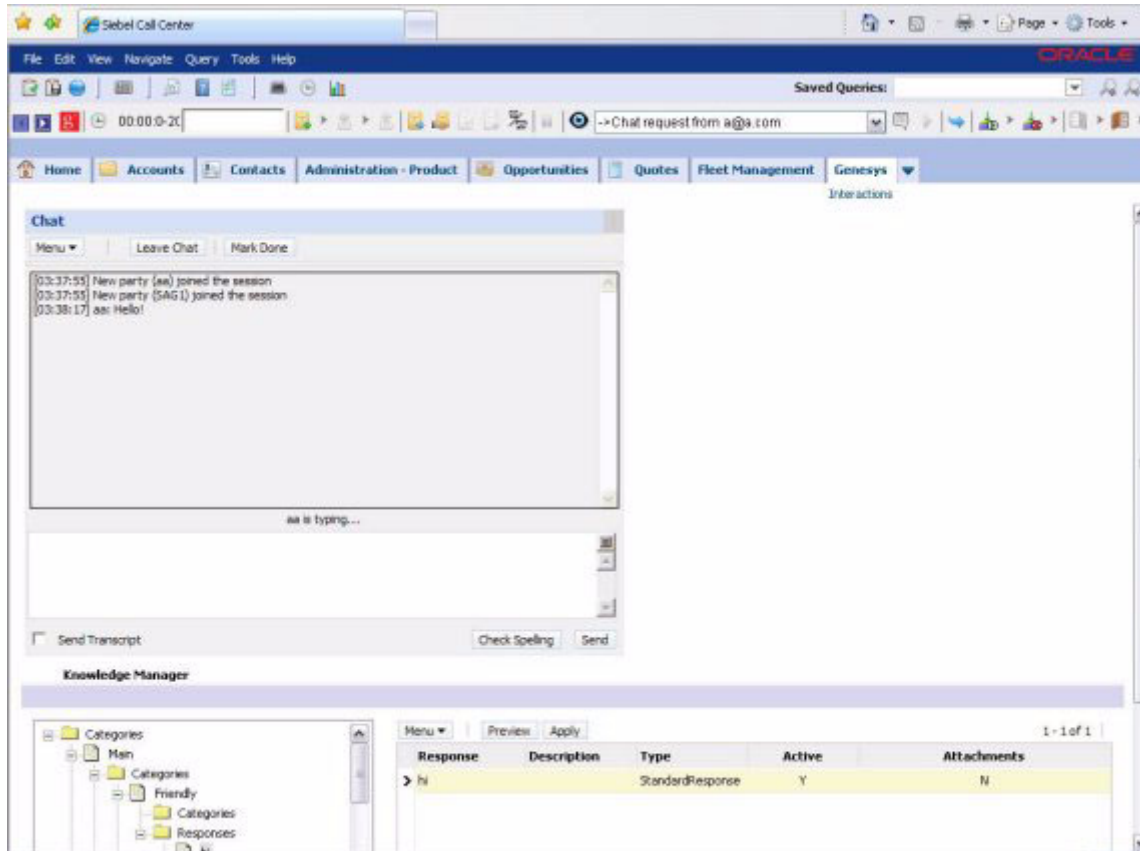 Siebel Call Center
Page Tools
File Edit View Navigate Query Tools Help
ORACLE
Saved Queries:
00:00:0-20 ->Chat request from a@a.com
Home Accounts Contacts Administration - Product Opportunities Quotes Fleet Management Genesys
Interactions
Chat
Menu Leave Chat Mark Done
[03:37:55] New party (aa) joined the session
[03:37:55] New party (SAG1) joined the session
[03:38:17] aa: Hello!
aa is typing....
Send Transcript Check Spelling Send
Knowledge Manager
Categories Menu Preview Apply 1 - 1 of 1
Main Response Description Type Active Attachments
Categories hi StandardResponse Y N
Friendly
Categories
Responses